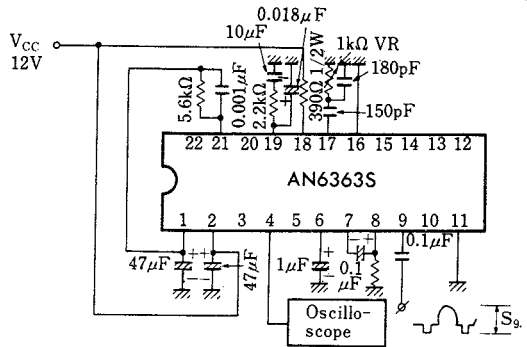 0.018μF
10μF
1kΩ VR
V_CC
12V
5.6kΩ
0.001μF
2.2kΩ
390Ω 1/2W
180pF
150pF
22 21 20 19 18 17 16 15 14 13 12
AN6363S
1 2 3 4 5 6 7 8 9 10 11
47μF
47μF
1μF
0.1
μF
0.1μF
Oscillo-
scope
S9.